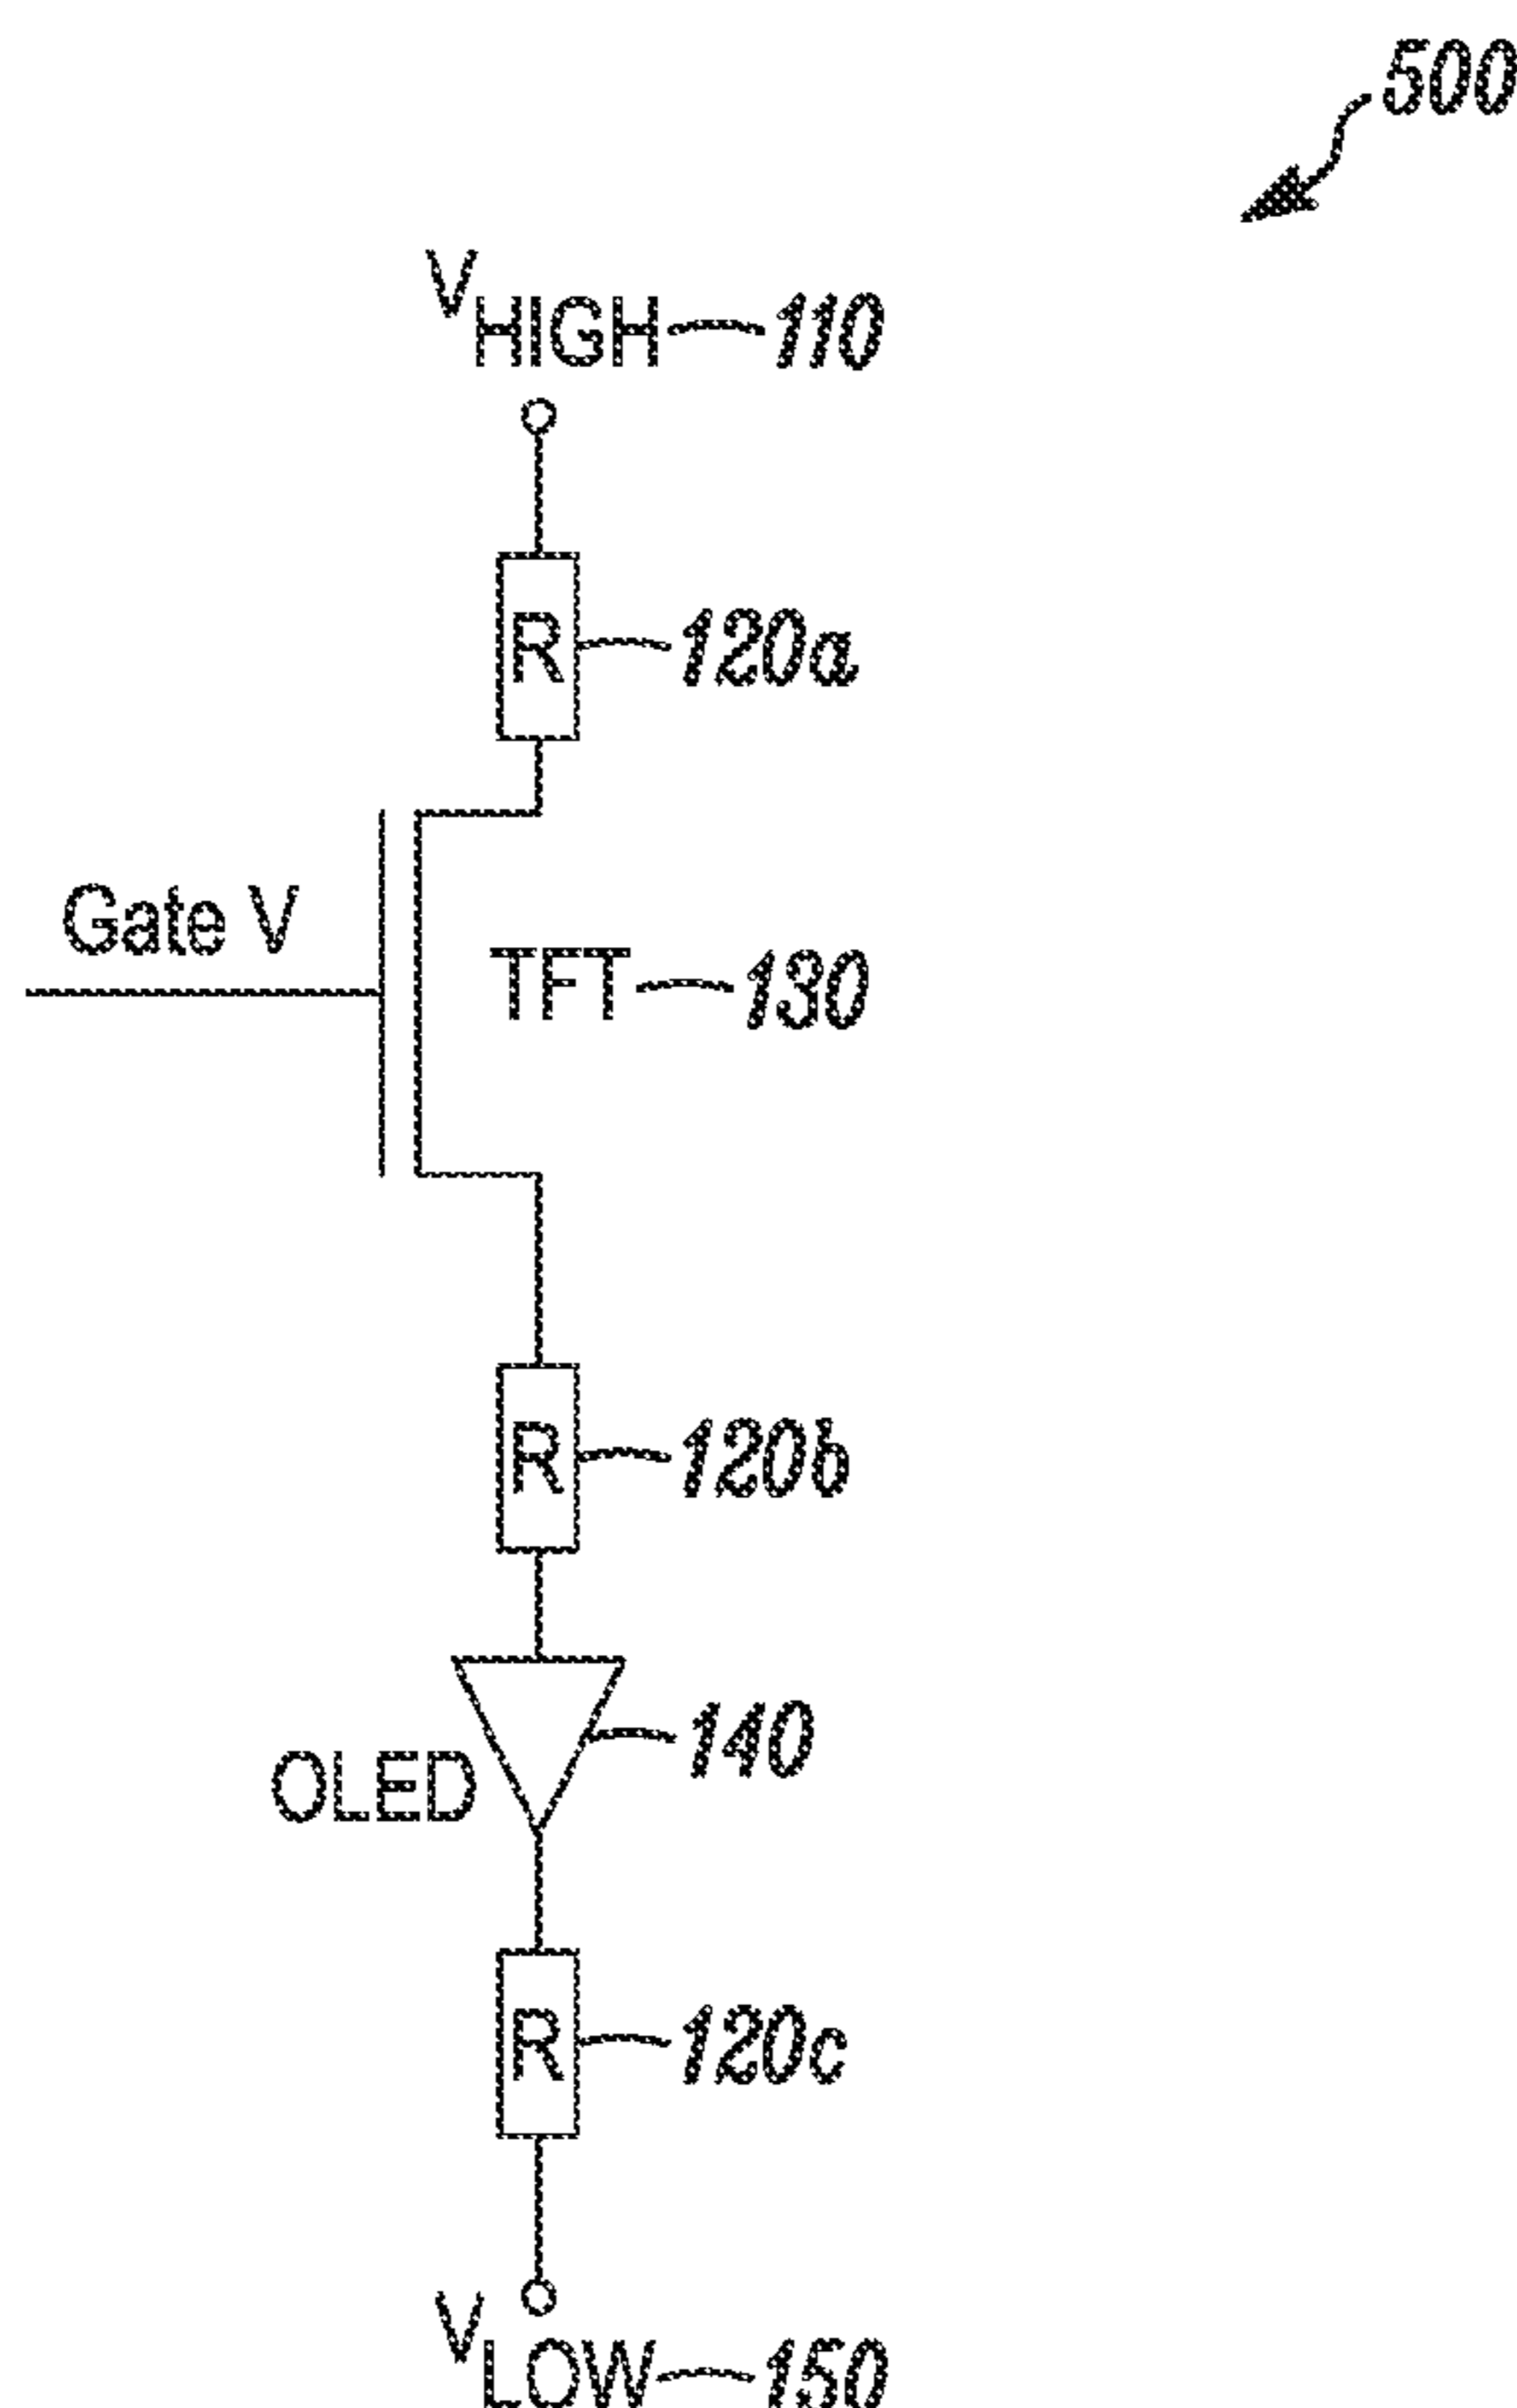 500
VHIGH 110
R 120a
Gate V
TFT 130
R 120b
140
OLED
R 120c
VLOW 150